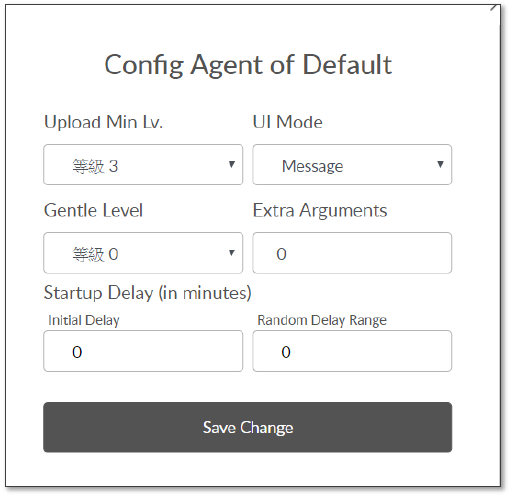 Config Agent of Default
Upload Min Lv. UI Mode
等級 3 Message
Gentle Level Extra Arguments
等級 0 0
Startup Delay (in minutes)
Initial Delay Random Delay Range
0 0
Save Change